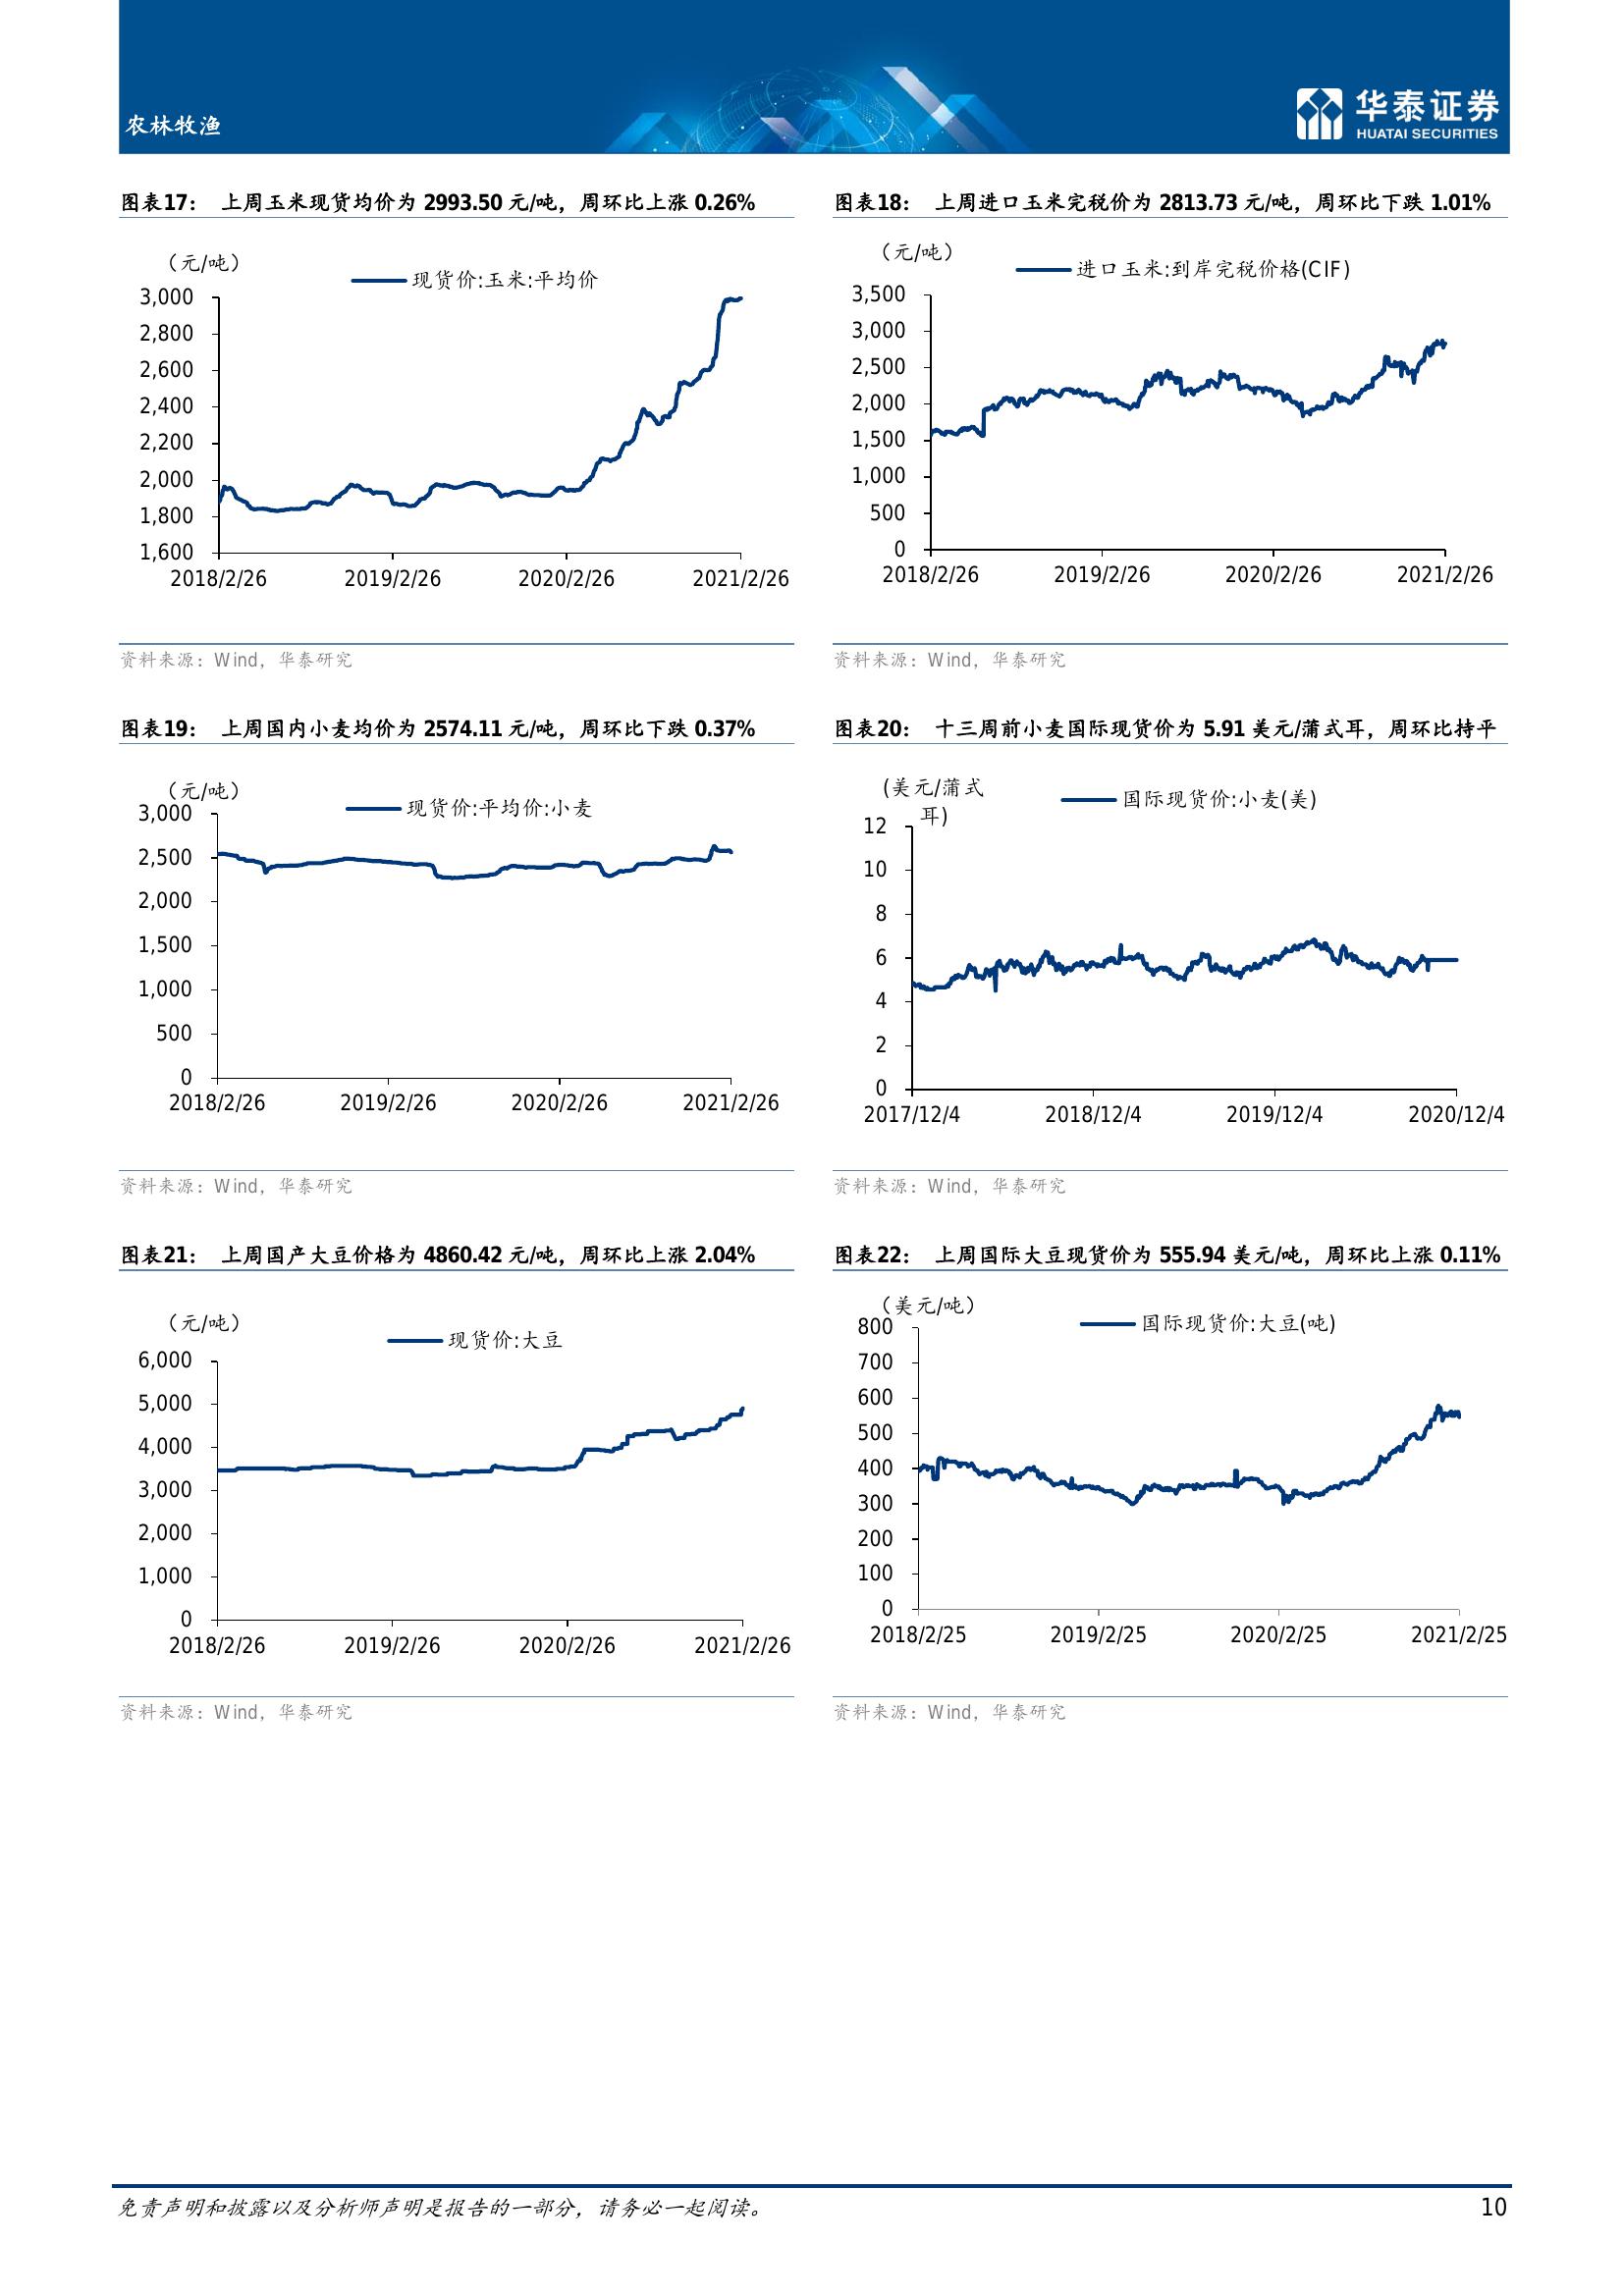 农林牧渔
华泰证券
HUATAI SECURITIES
图表17： 上周玉米现货均价为 2993.50 元/吨，周环比上涨 0.26%
（元/吨）
现货价:玉米:平均价
3,000
2,800
2,600
2,400
2,200
2,000
1,800
1,600
2018/2/26 2019/2/26 2020/2/26 2021/2/26
资料来源：Wind，华泰研究
图表18： 上周进口玉米完税价为 2813.73 元/吨，周环比下跌 1.01%
（元/吨）
进口玉米:到岸完税价格(CIF)
3,500
3,000
2,500
2,000
1,500
1,000
500
0
2018/2/26 2019/2/26 2020/2/26 2021/2/26
资料来源：Wind，华泰研究
图表19： 上周国内小麦均价为 2574.11 元/吨，周环比下跌 0.37%
（元/吨）
现货价:平均价:小麦
3,000
2,500
2,000
1,500
1,000
500
0
2018/2/26 2019/2/26 2020/2/26 2021/2/26
资料来源：Wind，华泰研究
图表20： 十三周前小麦国际现货价为 5.91 美元/蒲式耳，周环比持平
(美元/蒲式
耳)
国际现货价:小麦(美)
12
10
8
6
4
2
0
2017/12/4 2018/12/4 2019/12/4 2020/12/4
资料来源：Wind，华泰研究
图表21： 上周国产大豆价格为 4860.42 元/吨，周环比上涨 2.04%
（元/吨）
现货价:大豆
6,000
5,000
4,000
3,000
2,000
1,000
0
2018/2/26 2019/2/26 2020/2/26 2021/2/26
资料来源：Wind，华泰研究
图表22： 上周国际大豆现货价为 555.94 美元/吨，周环比上涨 0.11%
（美元/吨）
国际现货价:大豆(吨)
800
700
600
500
400
300
200
100
0
2018/2/25 2019/2/25 2020/2/25 2021/2/25
资料来源：Wind，华泰研究
免责声明和披露以及分析师声明是报告的一部分，请务必一起阅读。
10